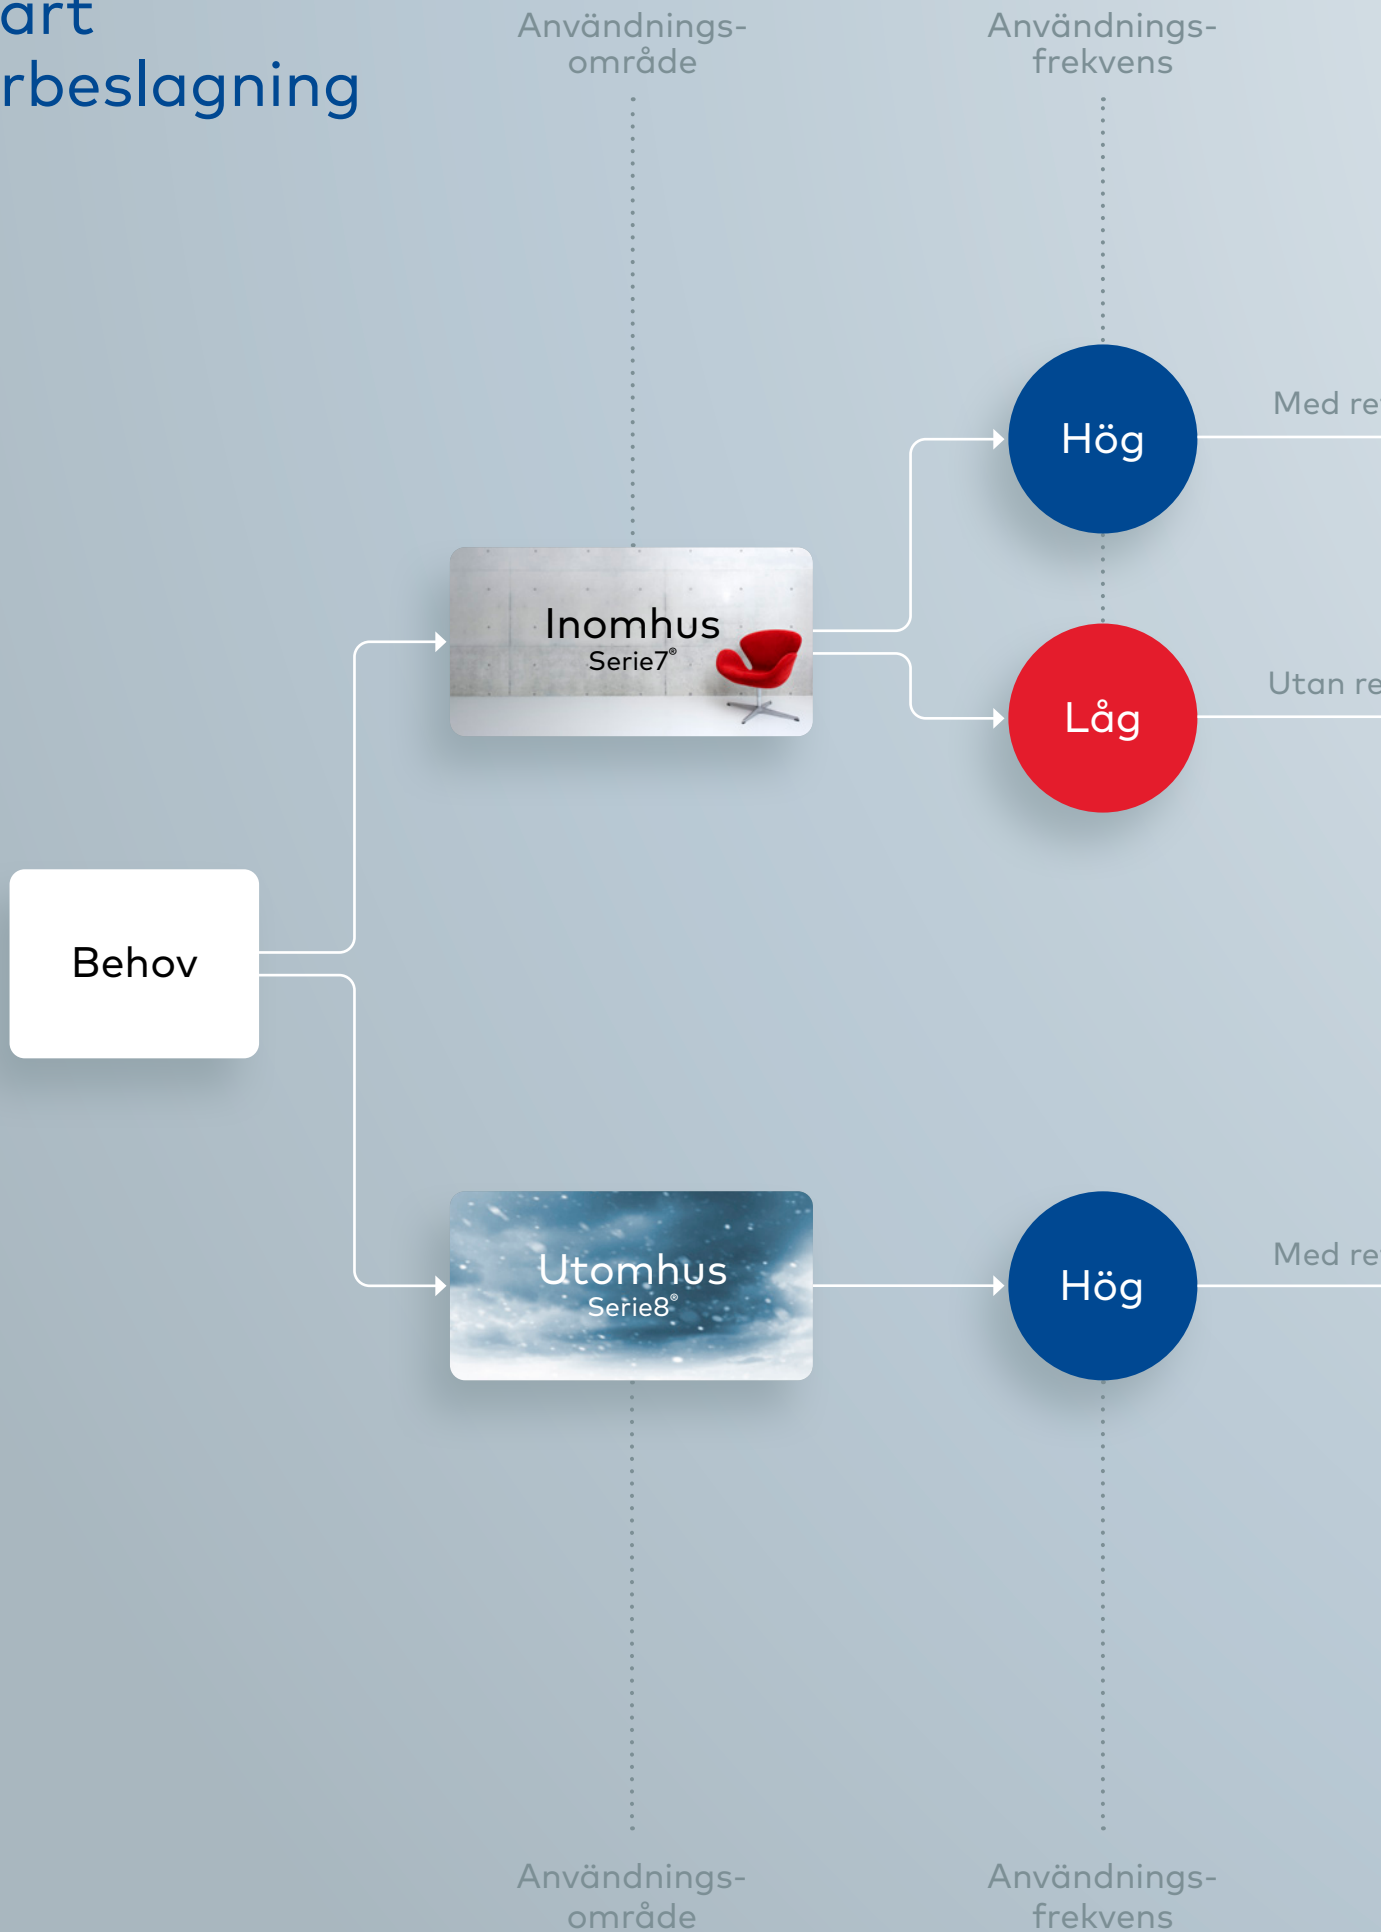 art
rbeslagning
Användnings-
område
Användnings-
frekvens
Hög
Med re
Inomhus
Serie7®
Låg
Utan re
Behov
Utomhus
Serie8®
Hög
Med re
Användnings-
område
Användnings-
frekvens